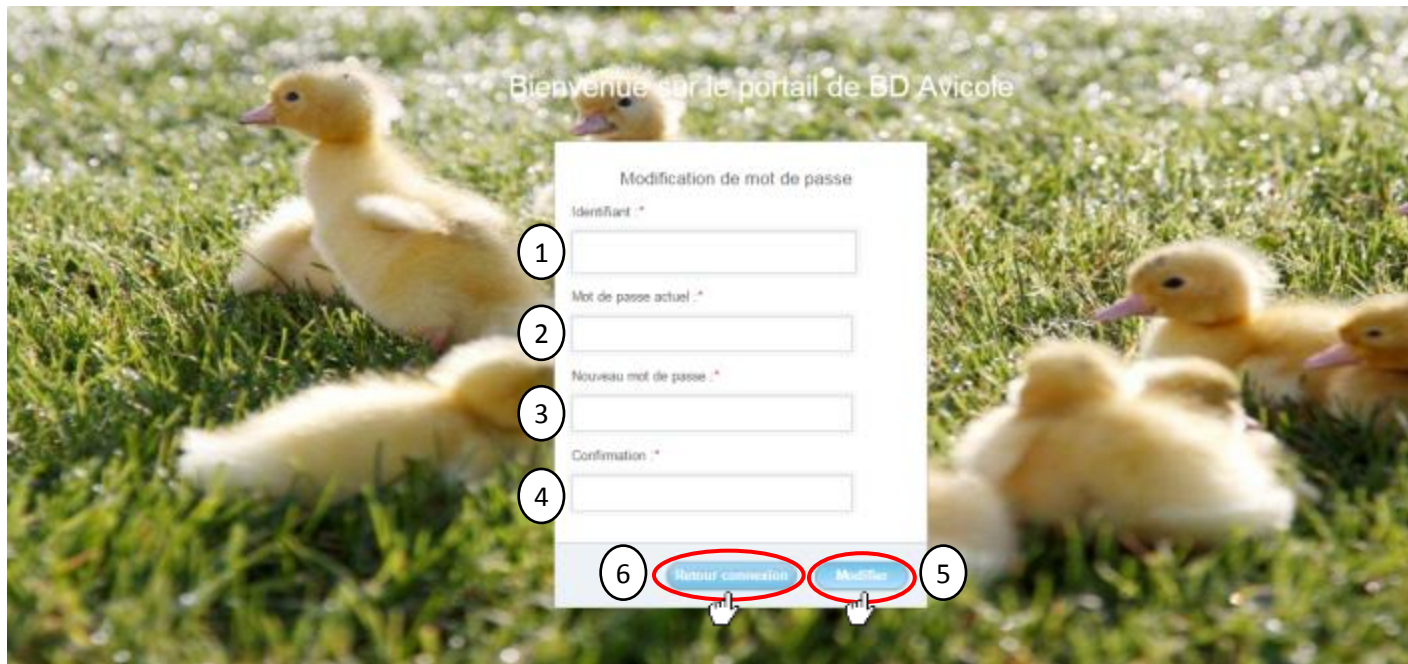 Bienvenue sur le portail de BD Avicole
Modification de mot de passe
Identifiant :*
1
Mot de passe actuel :*
2
Nouveau mot de passe :*
3
Confirmation :*
4
6 Retour connexion Modifier 5